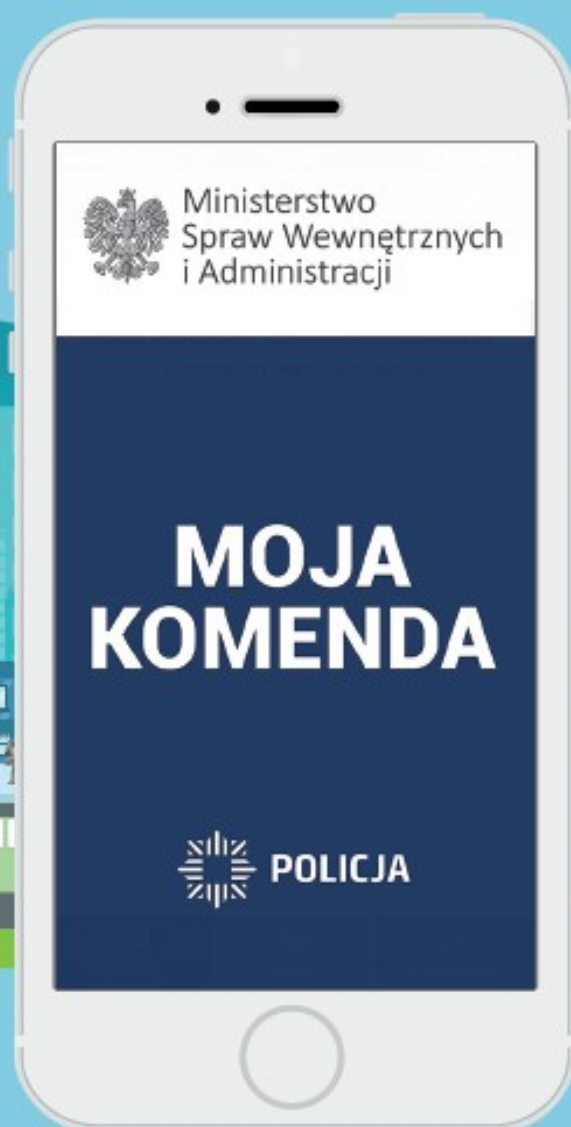 Ministerstwo
Spraw Wewnętrznych
i Administracji
MOJA
KOMENDA
POLICJA